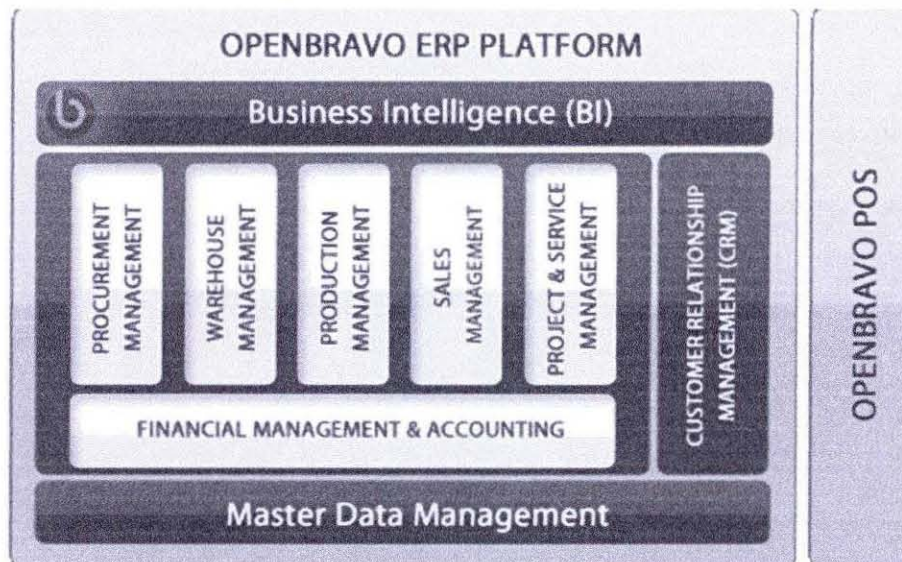 OPENBRAVO ERP PLATFORM
b
Business Intelligence (BI)
PROCUREMENT
MANAGEMENT
WAREHOUSE
MANAGEMENT
PRODUCTION
MANAGEMENT
SALES
MANAGEMENT
PROJECT & SERVICE
MANAGEMENT
FINANCIAL MANAGEMENT & ACCOUNTING
CUSTOMER RELATIONSHIP
MANAGEMENT (CRM)
Master Data Management
OPENBRAVO POS